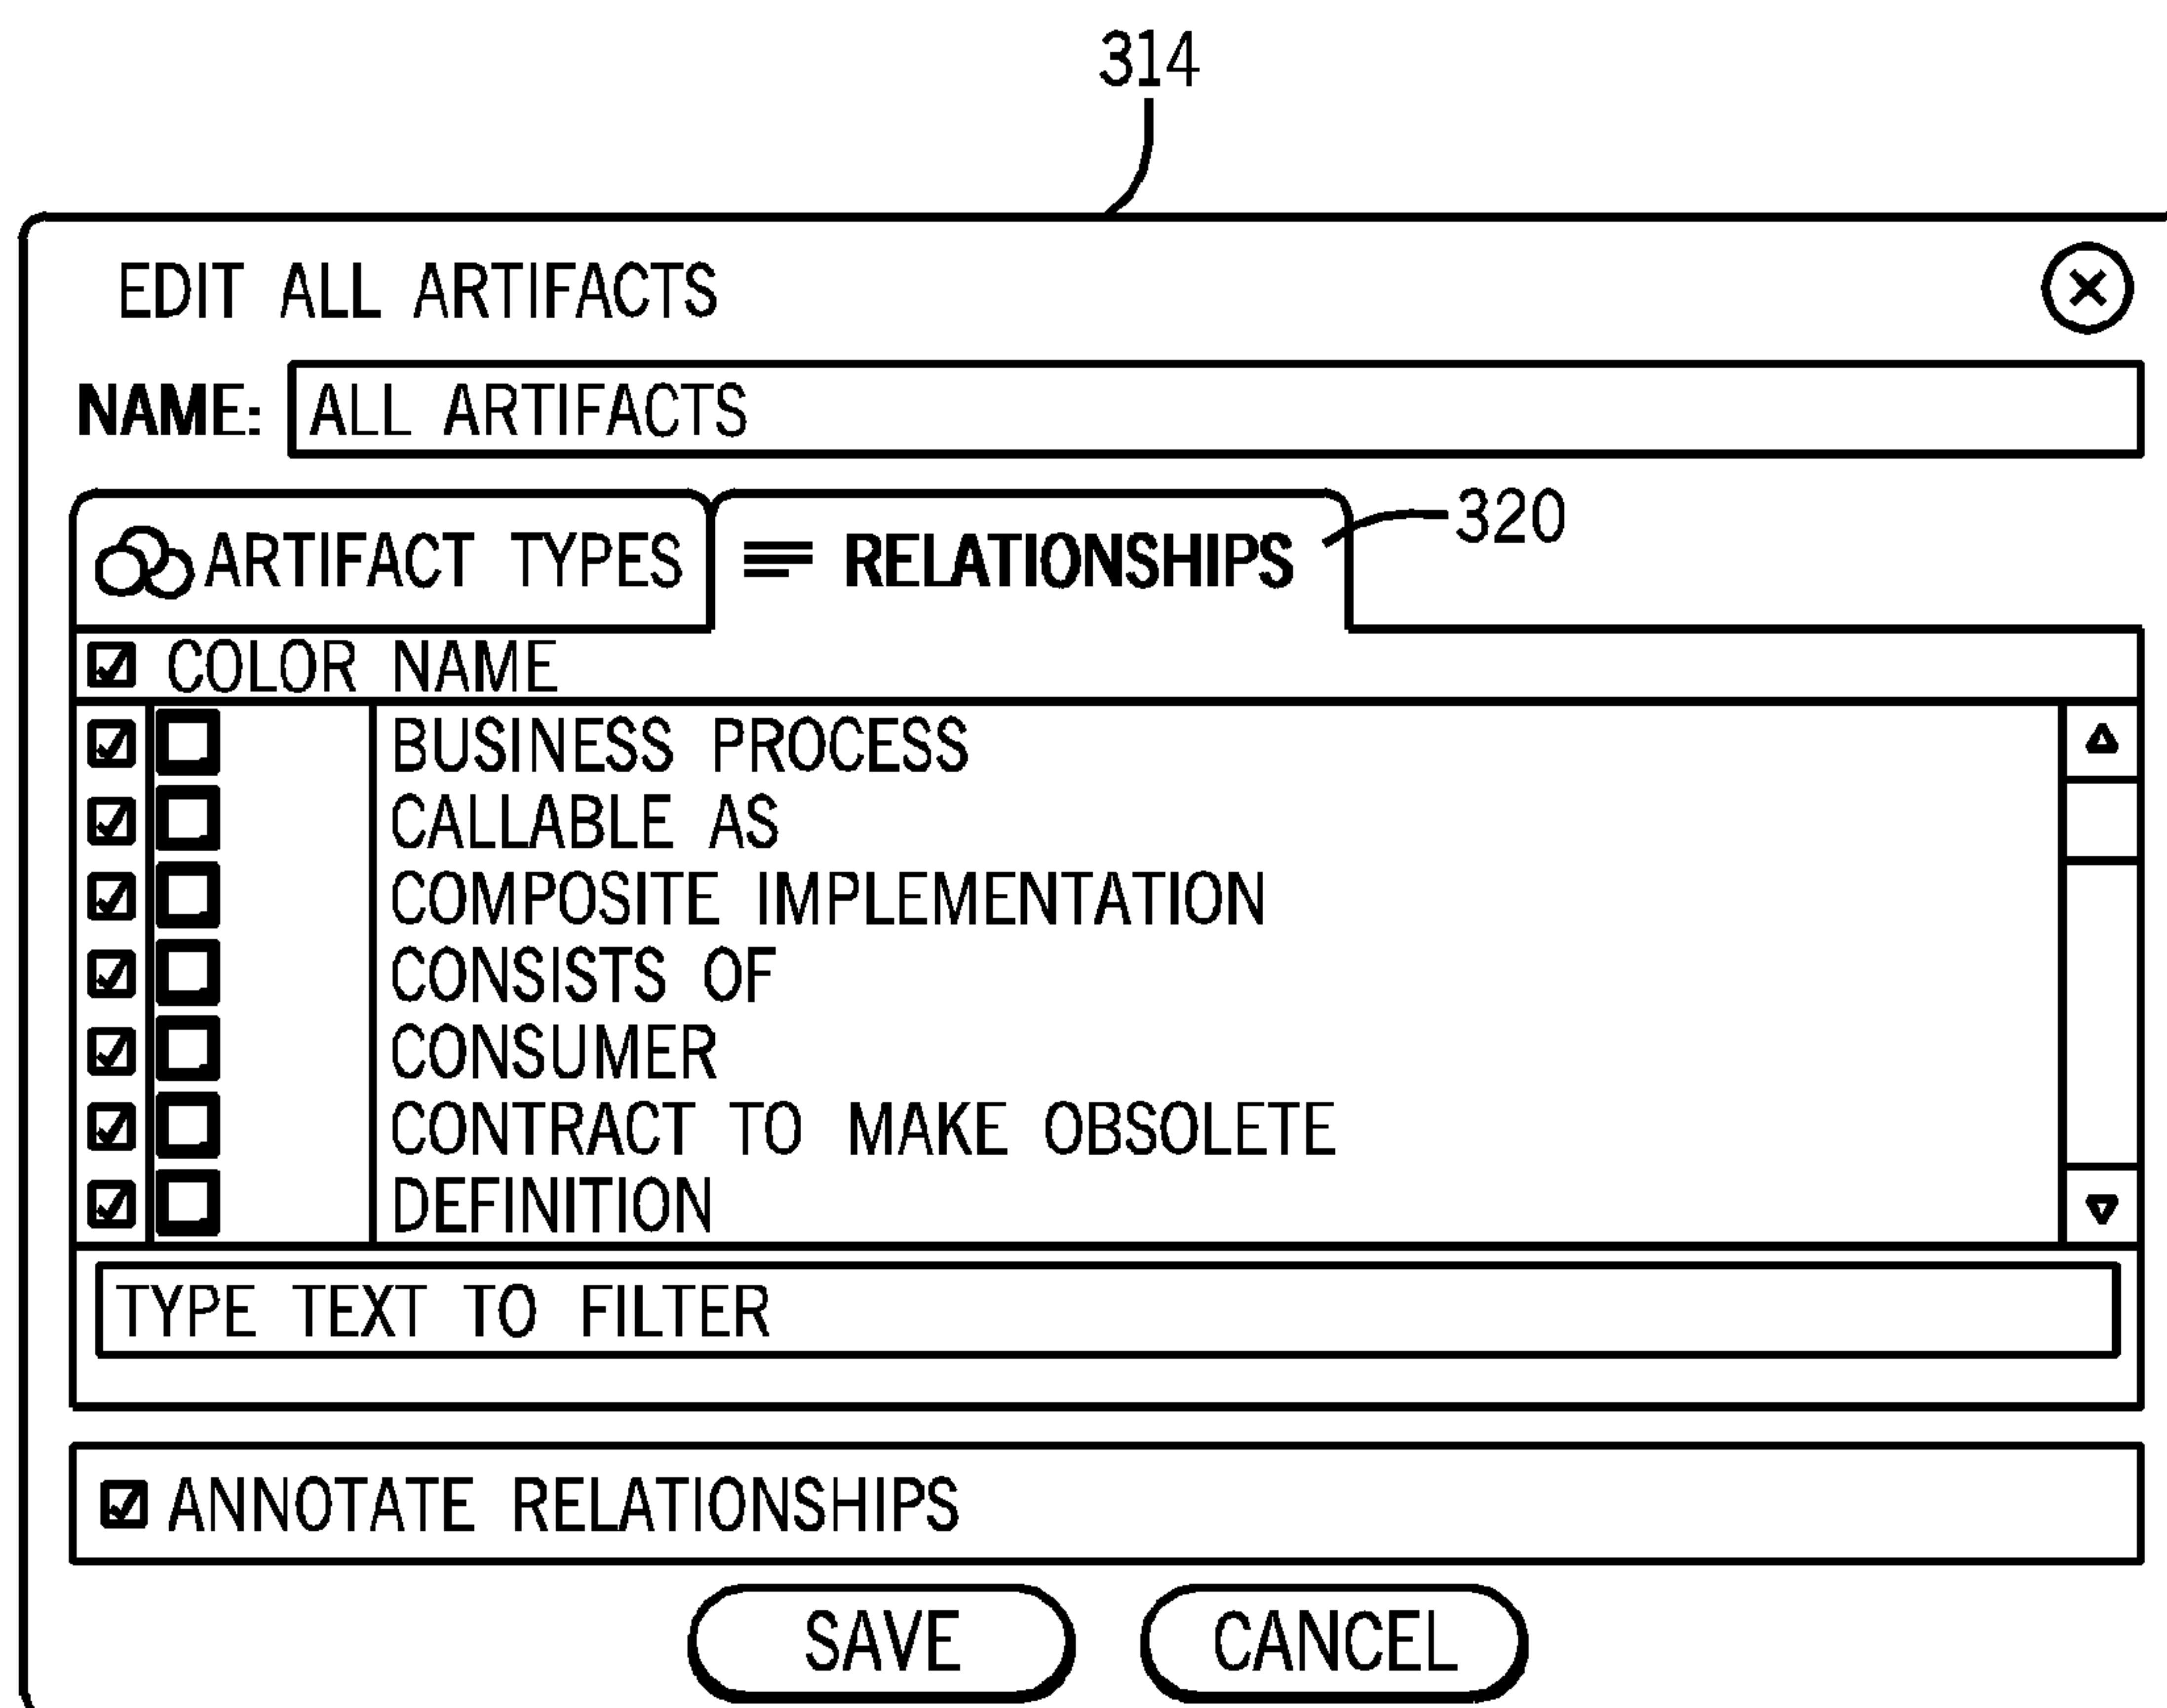 314
EDIT ALL ARTIFACTS
NAME: ALL ARTIFACTS
ARTIFACT TYPES RELATIONSHIPS 320
COLOR NAME
BUSINESS PROCESS
CALLABLE AS
COMPOSITE IMPLEMENTATION
CONSISTS OF
CONSUMER
CONTRACT TO MAKE OBSOLETE
DEFINITION
TYPE TEXT TO FILTER
ANNOTATE RELATIONSHIPS
SAVE CANCEL